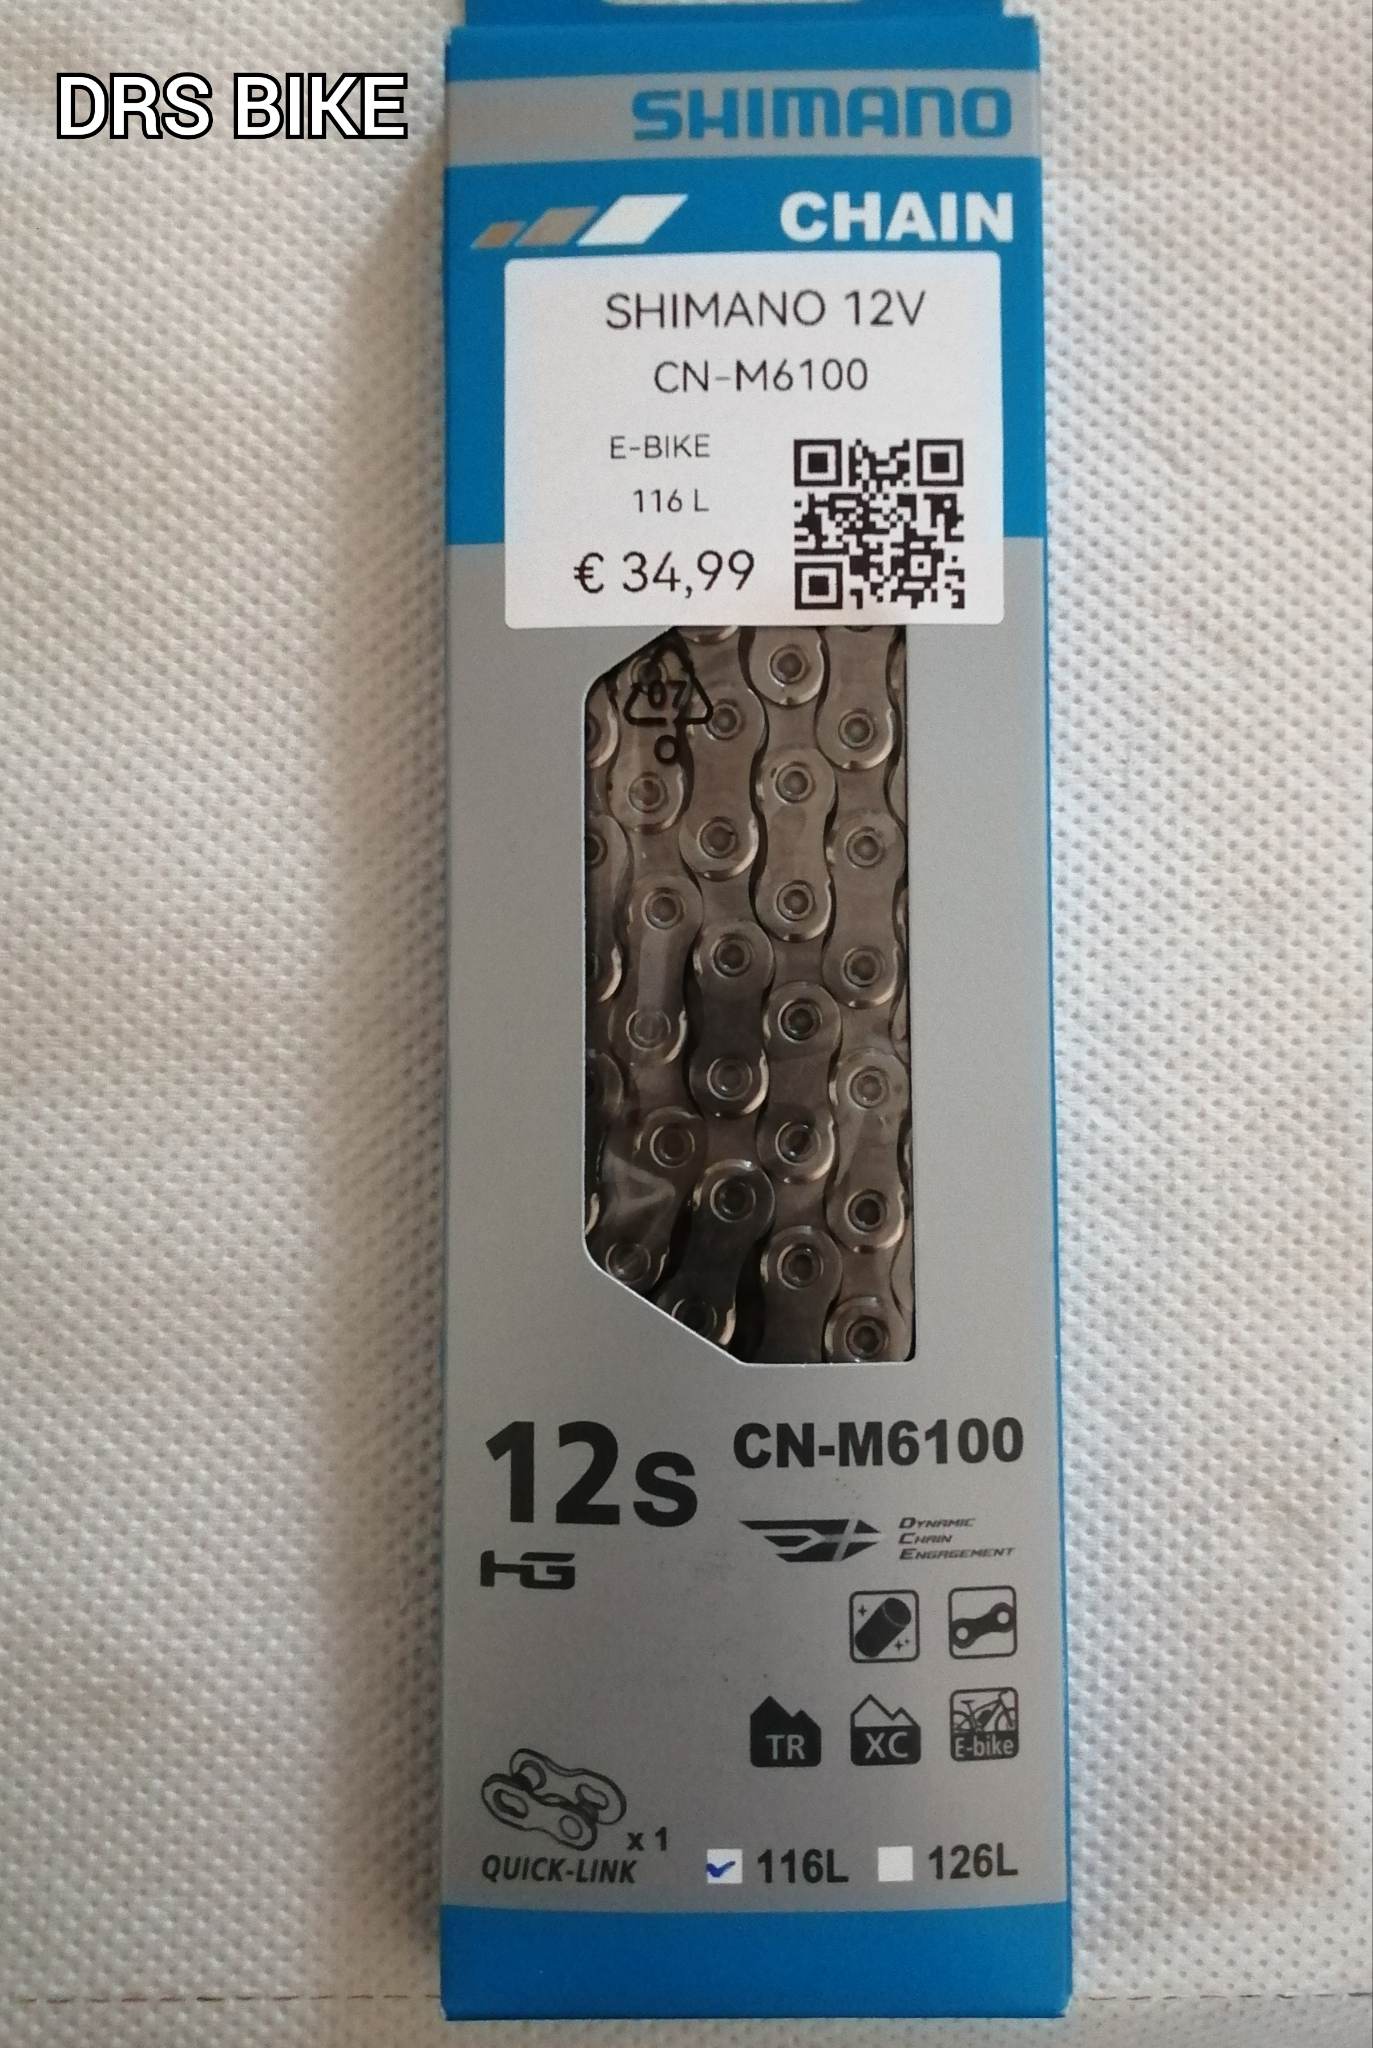 DRS BIKE
SHIMANO
CHAIN
SHIMANO 12V
CN-M6100
E-BIKE
116 L
€ 34,99
07
O
12s
CN-M6100
HG
DYNAMIC
CHAIN
ENGAGEMENT
TR
XC
E-bike
x 1
QUICK-LINK
116L
126L